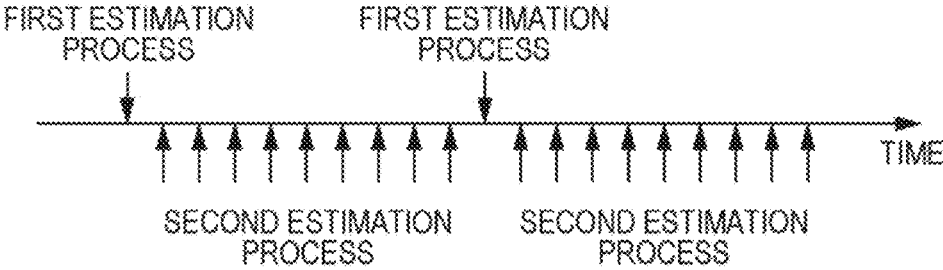 FIRST ESTIMATION
PROCESS
FIRST ESTIMATION
PROCESS
TIME
SECOND ESTIMATION
PROCESS
SECOND ESTIMATION
PROCESS